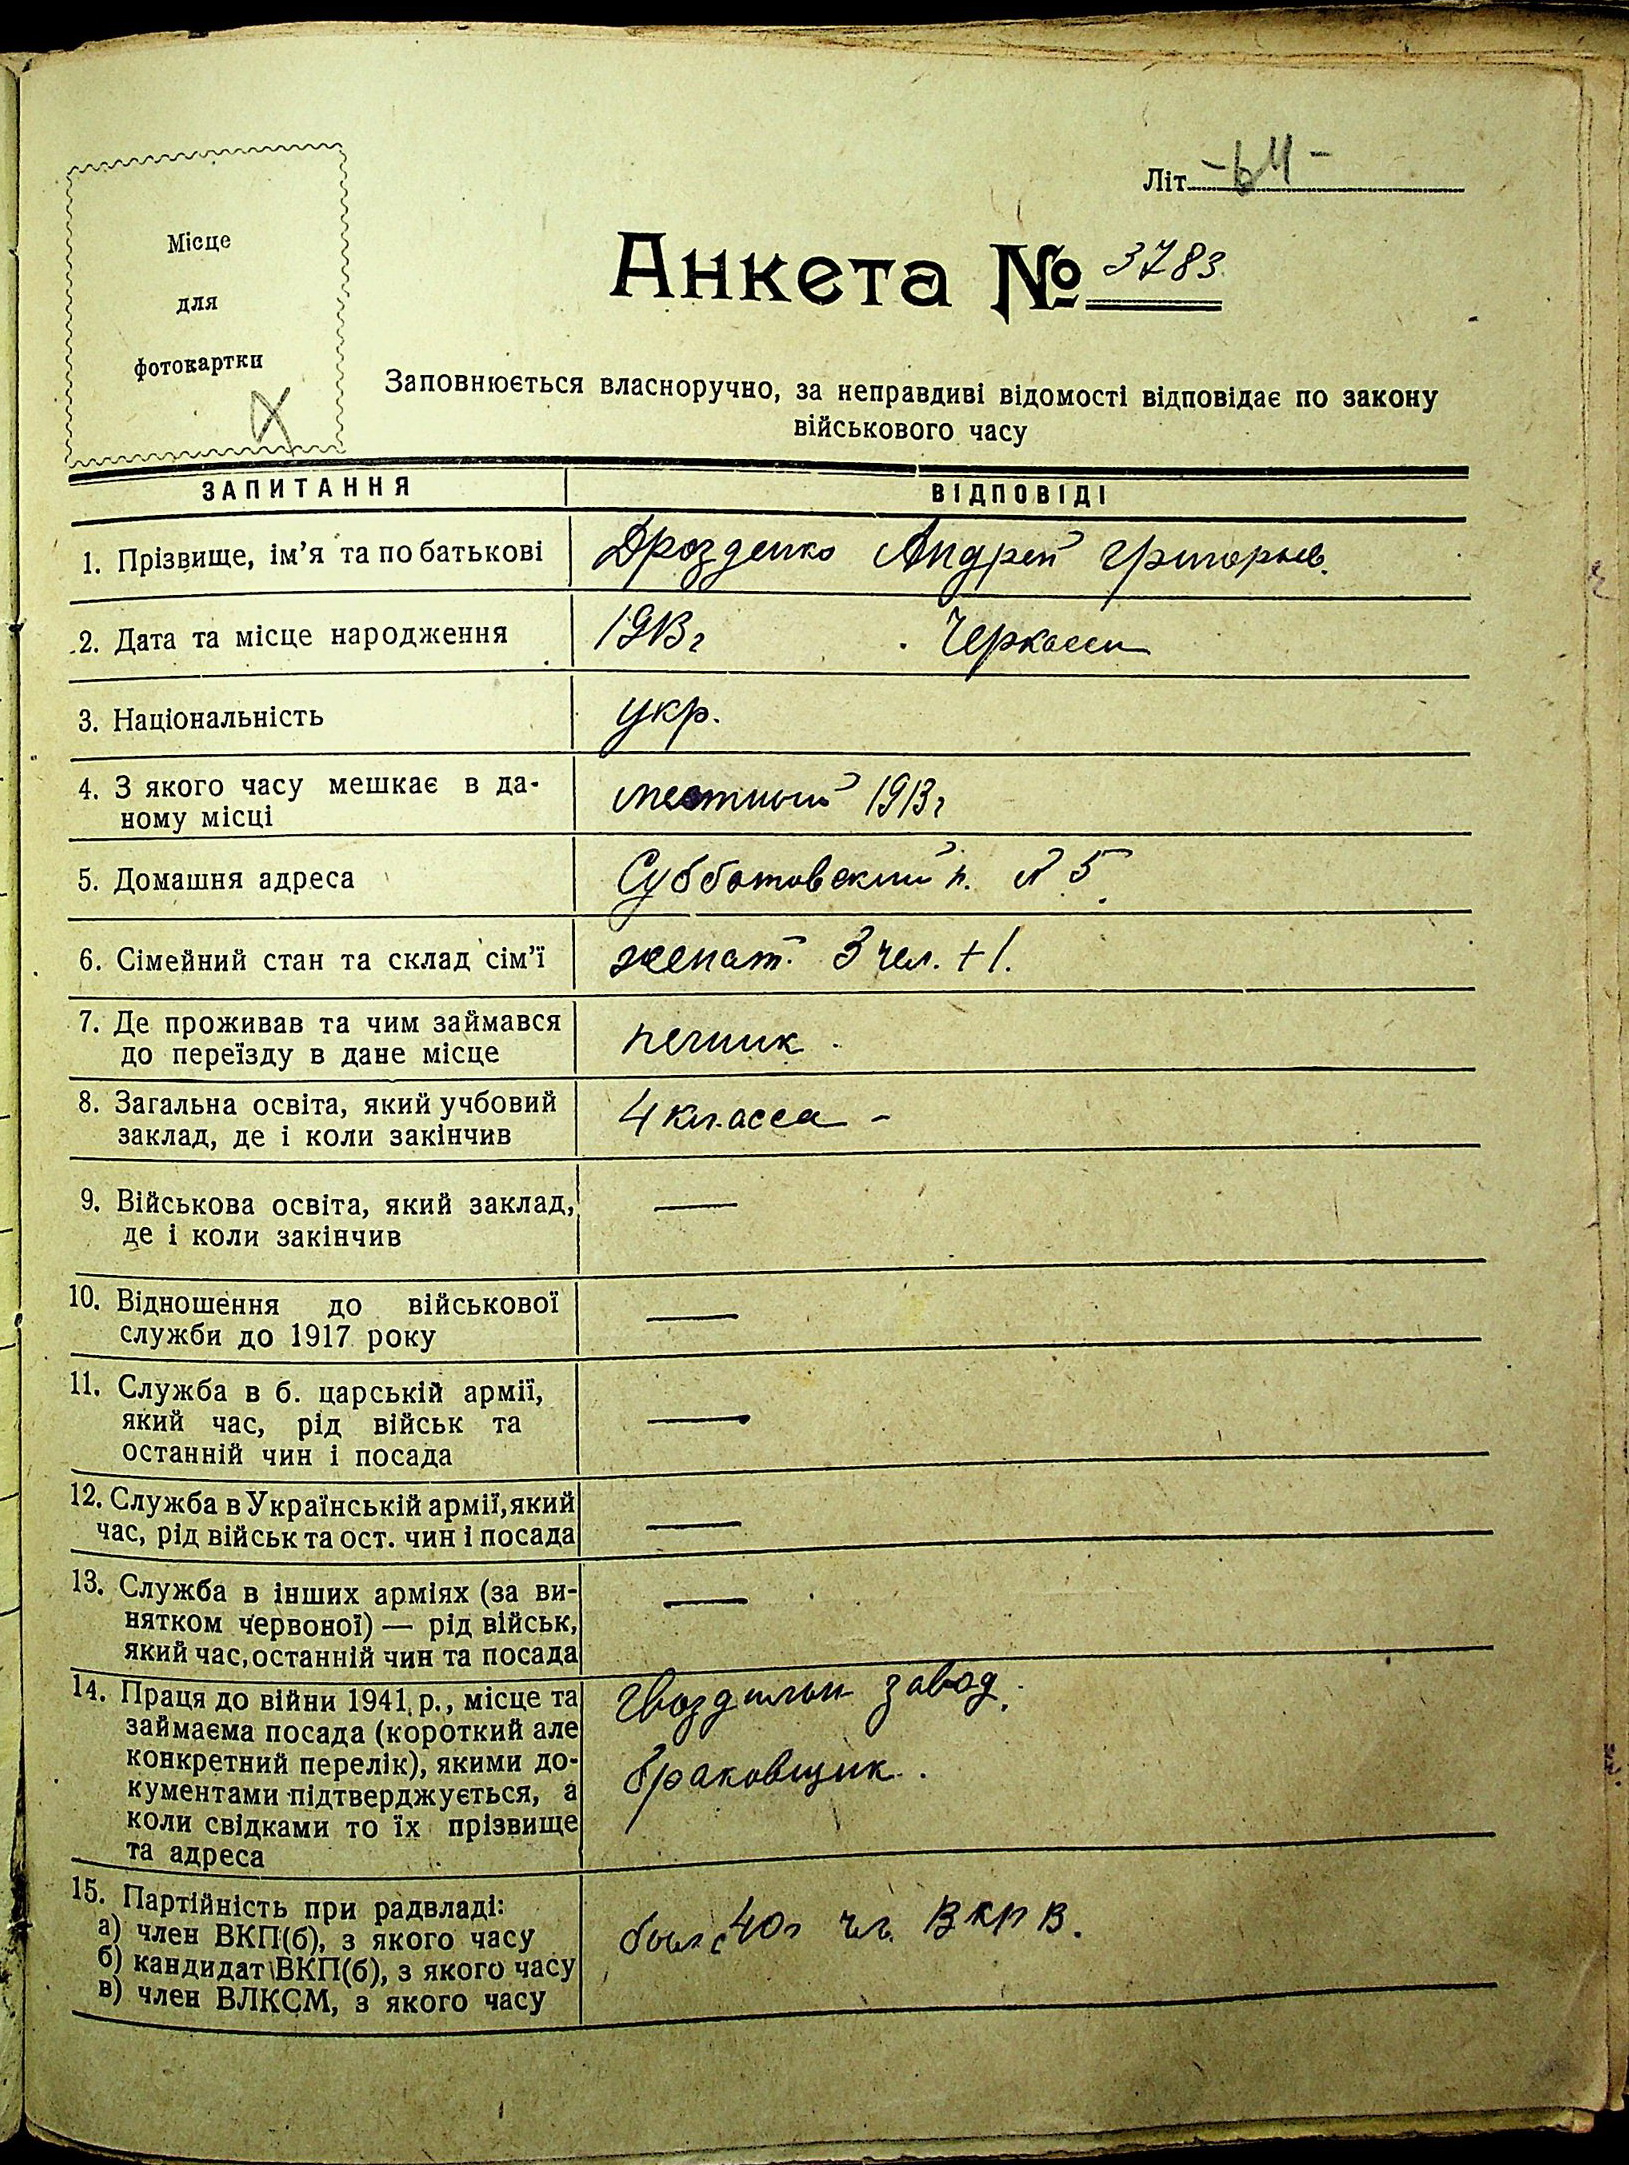 Літ
Місце
для
фотокартки
Анкета № 3783
Заповнюється власноручно, за неправдиві відомості відповідає по закону
військового часу
ЗАПИТАННЯ ВІДПОВІДІ
1. Прізвище, ім’я та по батькові Дрозденко Андрей Григорьев.
2. Дата та місце народження 1913г Черкассы
3. Національність укр.
4. З якого часу мешкає в да-
ному місці местный 1913г
5. Домашня адреса Субботовский п. № 5
6. Сімейний стан та склад сім’ї женат. 3 чел. +1.
7. Де проживав та чим займався
до переїзду в дане місце печник
8. Загальна освіта, який учбовий
заклад, де і коли закінчив 4 класса –
9. Військова освіта, який заклад,
де і коли закінчив —
10. Відношення до військової
служби до 1917 року —
11. Служба в б. царській армії,
який час, рід військ та
останній чин і посада —
12. Служба в Українській армії, який
час, рід військ та ост. чин і посада —
13. Служба в інших арміях (за ви-
нятком червоної) — рід військ,
який час, останній чин та посада —
14. Праця до війни 1941 р., місце та
займаєма посада (короткий але
конкретний перелік), якими до-
кументами підтверджується, а
коли свідками то їх прізвище
та адреса
гвоздильн завод.
браковщик.
15. Партійність при радвладі:
а) член ВКП(б), з якого часу
б) кандидат ВКП(б), з якого часу
в) член ВЛКСМ, з якого часу
был с 40г чл. ВКП В.